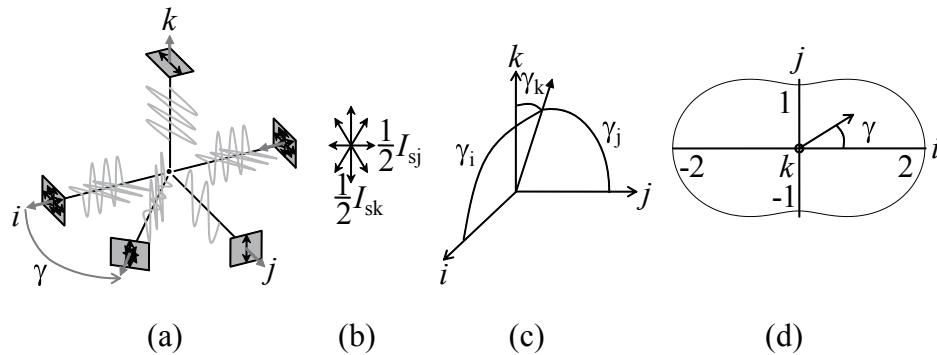 k
i
j
γ
1/2 I_sj
1/2 I_sk
k
γ_k
γ_i
γ_j
j
i
j
1
γ
i
-2
k
2
-1
(a) (b) (c) (d)